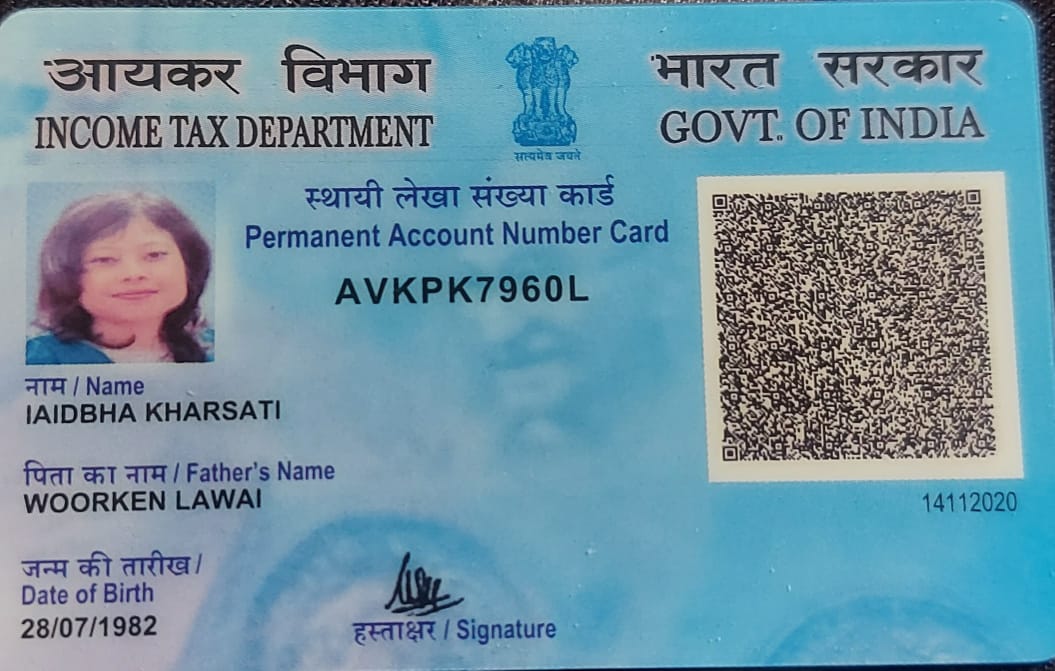 आयकर विभाग
INCOME TAX DEPARTMENT
सत्यमेव जयते
भारत सरकार
GOVT. OF INDIA
स्थायी लेखा संख्या कार्ड
Permanent Account Number Card
AVKPK7960L
नाम / Name
IAIDBHA KHARSATI
पिता का नाम / Father's Name
WOORKEN LAWAI
14112020
जन्म की तारीख /
Date of Birth
28/07/1982
हस्ताक्षर / Signature